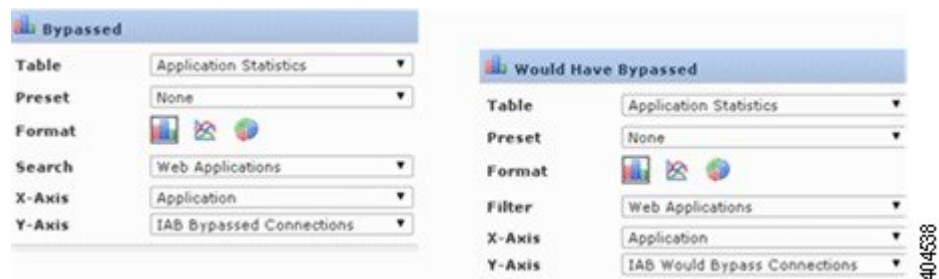 Bypassed
Table Application Statistics
Preset None
Format
Search Web Applications
X-Axis Application
Y-Axis IAB Bypassed Connections
Would Have Bypassed
Table Application Statistics
Preset None
Format
Filter Web Applications
X-Axis Application
Y-Axis IAB Would Bypass Connections
404538